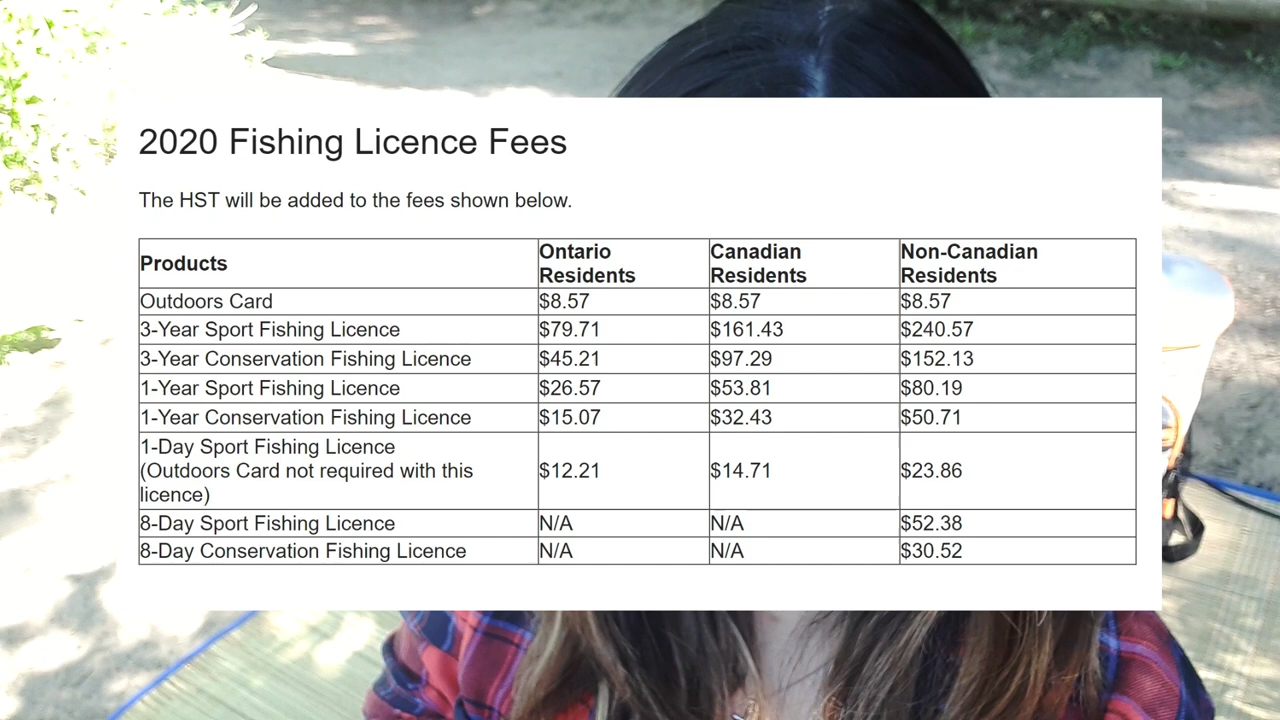 2020 Fishing Licence Fees
The HST will be added to the fees shown below.
Products Ontario Residents Canadian Residents Non-Canadian Residents
Outdoors Card $8.57 $8.57 $8.57
3-Year Sport Fishing Licence $79.71 $161.43 $240.57
3-Year Conservation Fishing Licence $45.21 $97.29 $152.13
1-Year Sport Fishing Licence $26.57 $53.81 $80.19
1-Year Conservation Fishing Licence $15.07 $32.43 $50.71
1-Day Sport Fishing Licence
(Outdoors Card not required with this
licence) $12.21 $14.71 $23.86
8-Day Sport Fishing Licence N/A N/A $52.38
8-Day Conservation Fishing Licence N/A N/A $30.52